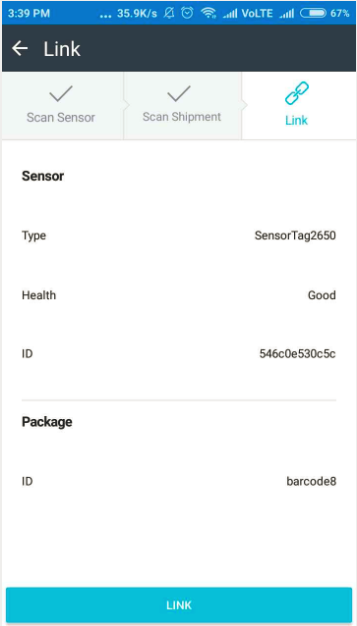 3:39 PM ... 35.9K/s VoLTE 67%
Link
Scan Sensor Scan Shipment Link
Sensor
Type SensorTag2650
Health Good
ID 546c0e530c5c
Package
ID barcode8
LINK